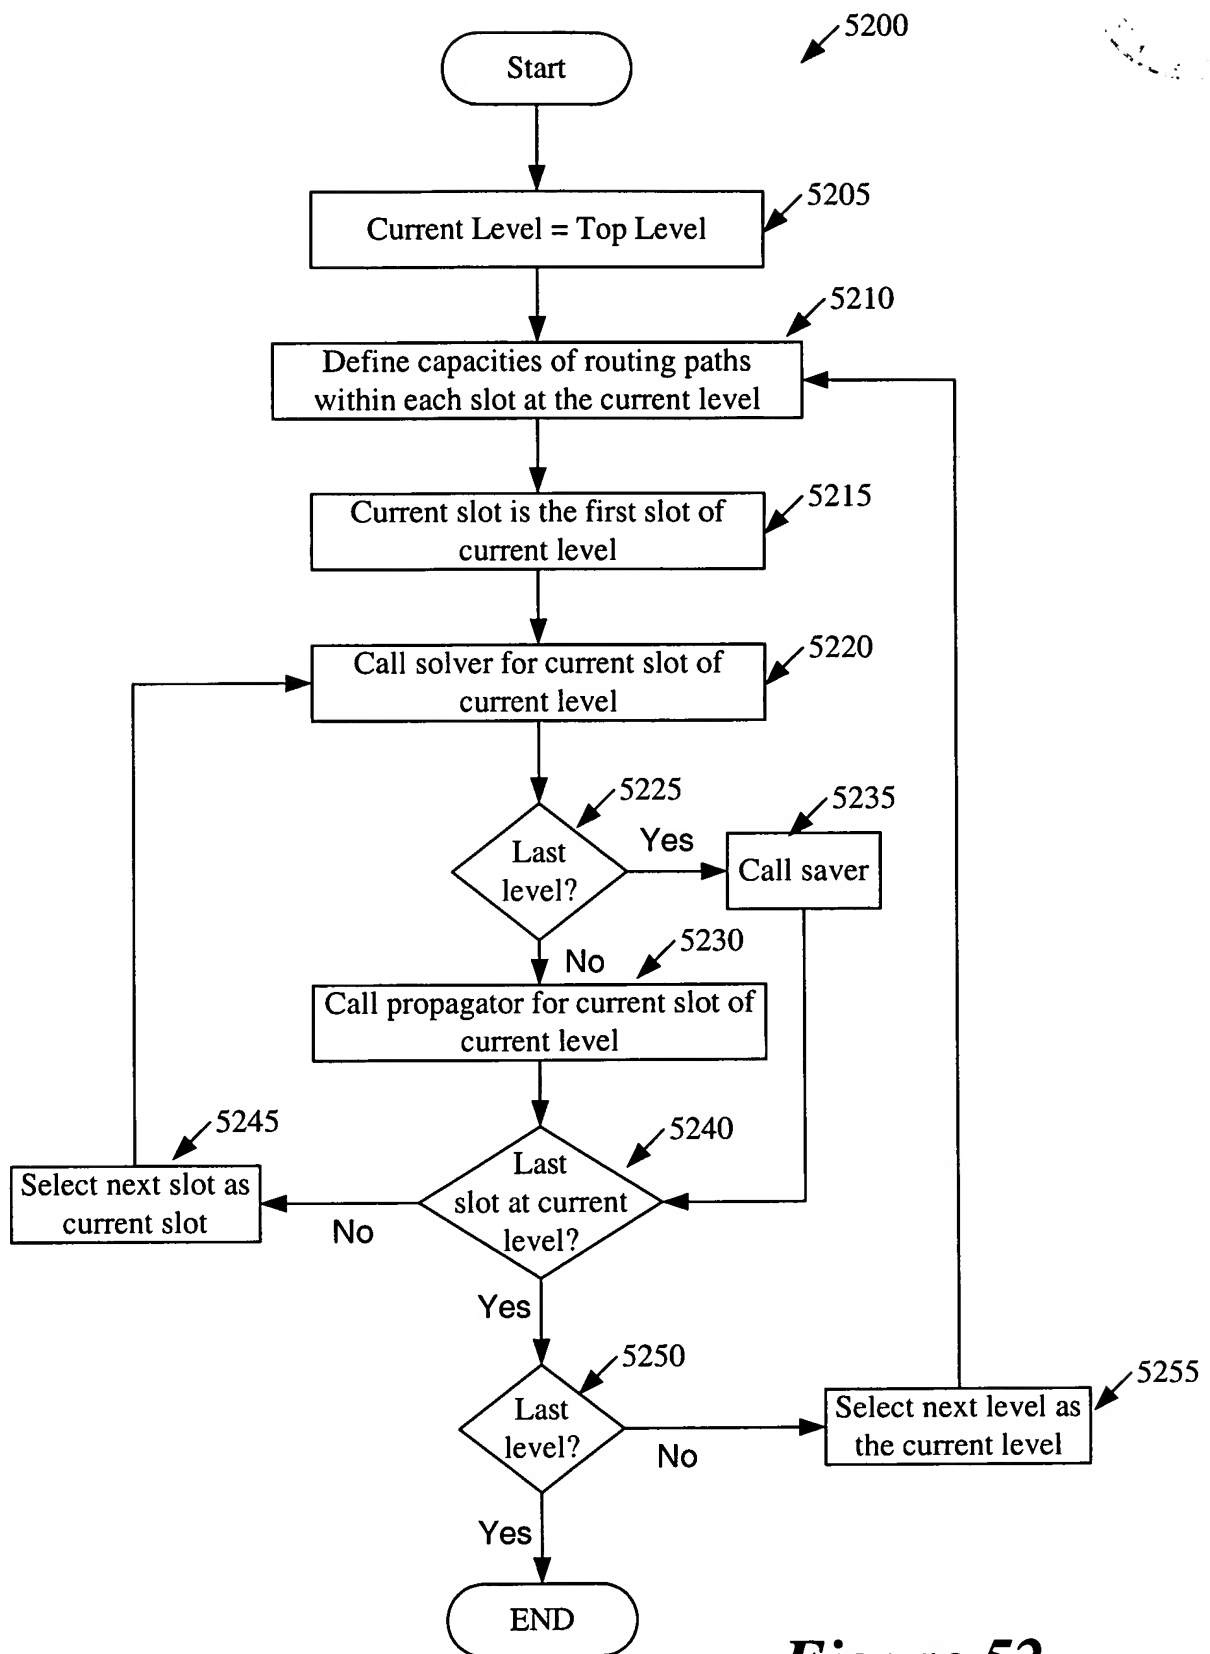 5200
Start
5205
Current Level = Top Level
5210
Define capacities of routing paths
within each slot at the current level
5215
Current slot is the first slot of
current level
5220
Call solver for current slot of
current level
5225
Last
level?
Yes
5235
Call saver
No
5230
Call propagator for current slot of
current level
5245
Select next slot as
current slot
5240
Last
slot at current
level?
No
Yes
5250
Last
level?
No
5255
Select next level as
the current level
Yes
END
Figure 52